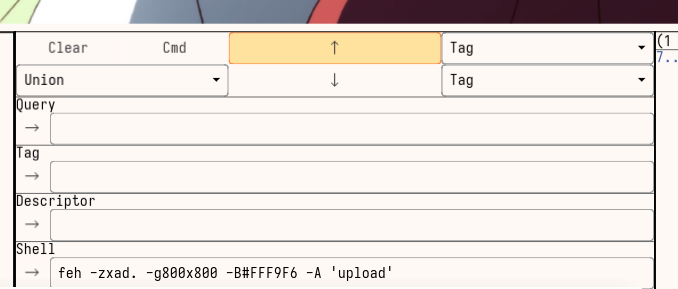 Clear Cmd ↑ Tag (1
7..
Union ↓ Tag
Query
→
Tag
→
Descriptor
→
Shell
→ feh -zxad. -g800x800 -B#FFF9F6 -A 'upload'